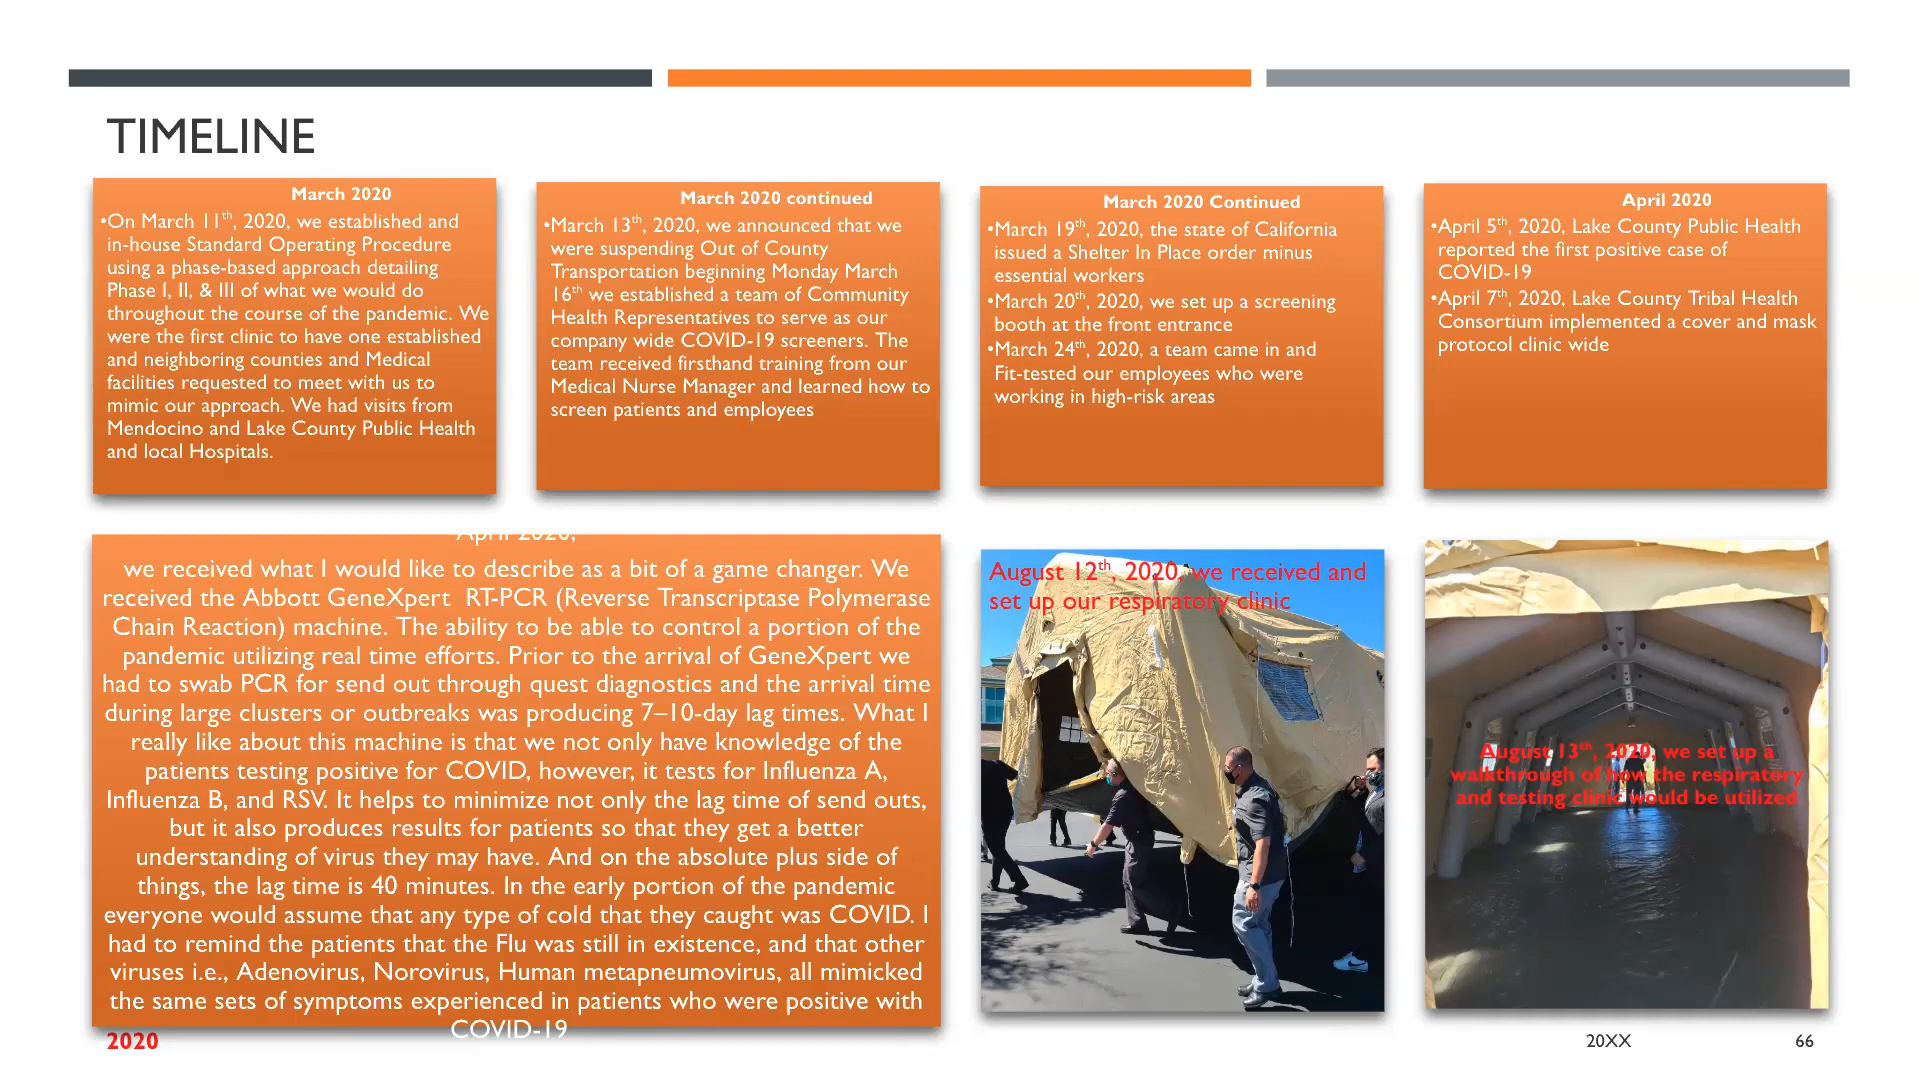 TIMELINE
March 2020
•On March 11th, 2020, we established and
in-house Standard Operating Procedure
using a phase-based approach detailing
Phase I, II, & III of what we would do
throughout the course of the pandemic. We
were the first clinic to have one established
and neighboring counties and Medical
facilities requested to meet with us to
mimic our approach. We had visits from
Mendocino and Lake County Public Health
and local Hospitals.
March 2020 continued
•March 13th, 2020, we announced that we
were suspending Out of County
Transportation beginning Monday March
16th we established a team of Community
Health Representatives to serve as our
company wide COVID-19 screeners. The
team received firsthand training from our
Medical Nurse Manager and learned how to
screen patients and employees
March 2020 Continued
•March 19th, 2020, the state of California
issued a Shelter In Place order minus
essential workers
•March 20th, 2020, we set up a screening
booth at the front entrance
•March 24th, 2020, a team came in and
Fit-tested our employees who were
working in high-risk areas
April 2020
•April 5th, 2020, Lake County Public Health
reported the first positive case of
COVID-19
•April 7th, 2020, Lake County Tribal Health
Consortium implemented a cover and mask
protocol clinic wide
April 2020,
we received what I would like to describe as a bit of a game changer. We
received the Abbott GeneXpert RT-PCR (Reverse Transcriptase Polymerase
Chain Reaction) machine. The ability to be able to control a portion of the
pandemic utilizing real time efforts. Prior to the arrival of GeneXpert we
had to swab PCR for send out through quest diagnostics and the arrival time
during large clusters or outbreaks was producing 7–10-day lag times. What I
really like about this machine is that we not only have knowledge of the
patients testing positive for COVID, however, it tests for Influenza A,
Influenza B, and RSV. It helps to minimize not only the lag time of send outs,
but it also produces results for patients so that they get a better
understanding of virus they may have. And on the absolute plus side of
things, the lag time is 40 minutes. In the early portion of the pandemic
everyone would assume that any type of cold that they caught was COVID. I
had to remind the patients that the Flu was still in existence, and that other
viruses i.e., Adenovirus, Norovirus, Human metapneumovirus, all mimicked
the same sets of symptoms experienced in patients who were positive with
COVID-19
August 12th, 2020, we received and
set up our respiratory clinic
August 13th, 2020, we set up a
walkthrough of how the respiratory
and testing clinic would be utilized
2020
20XX
66